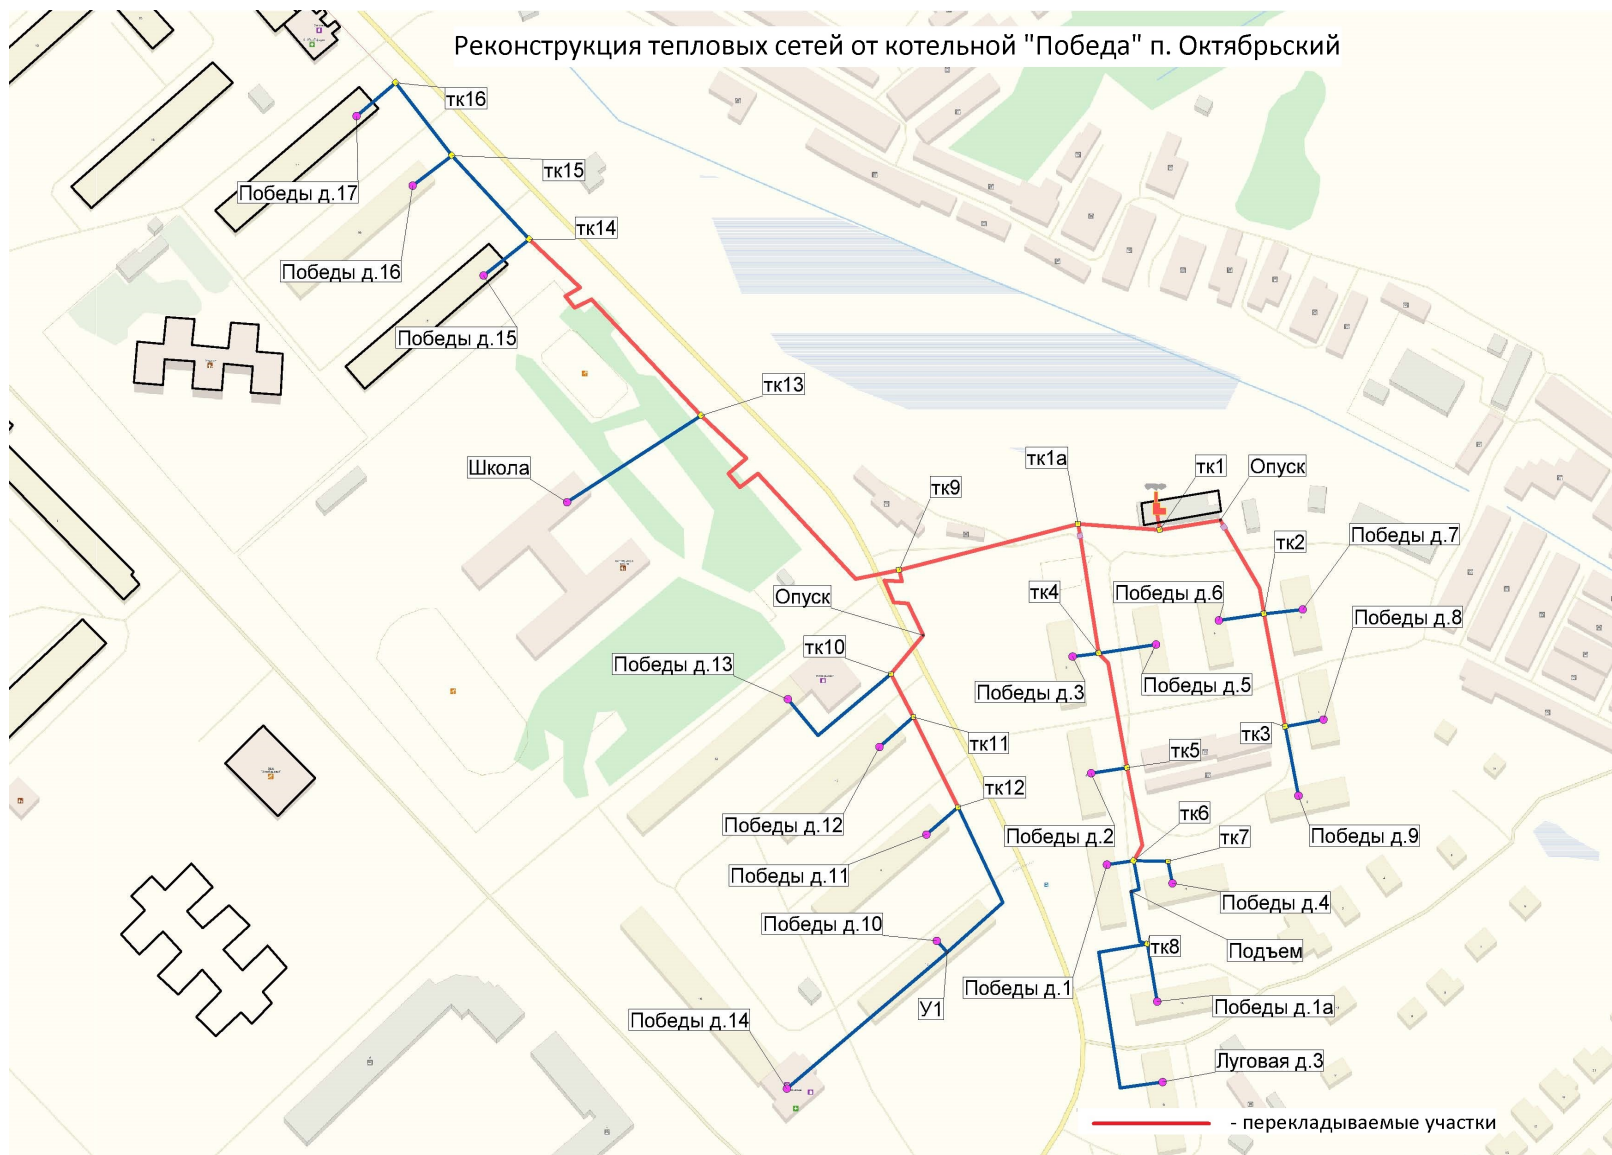 Реконструкция тепловых сетей от котельной "Победа" п. Октябрьский
тк16
тк15
Победы д.17
тк14
Победы д.16
Победы д.15
тк13
Школа
тк1а
тк1
Опуск
тк9
тк2
Победы д.7
Опуск
тк4
Победы д.6
Победы д.8
тк10
Победы д.13
Победы д.3
Победы д.5
тк11
тк5
тк3
тк12
тк6
Победы д.12
Победы д.2
тк7
Победы д.9
Победы д.11
Победы д.4
Победы д.10
тк8
Подъем
Победы д.1
У1
Победы д.1а
Победы д.14
Луговая д.3
- перекладываемые участки